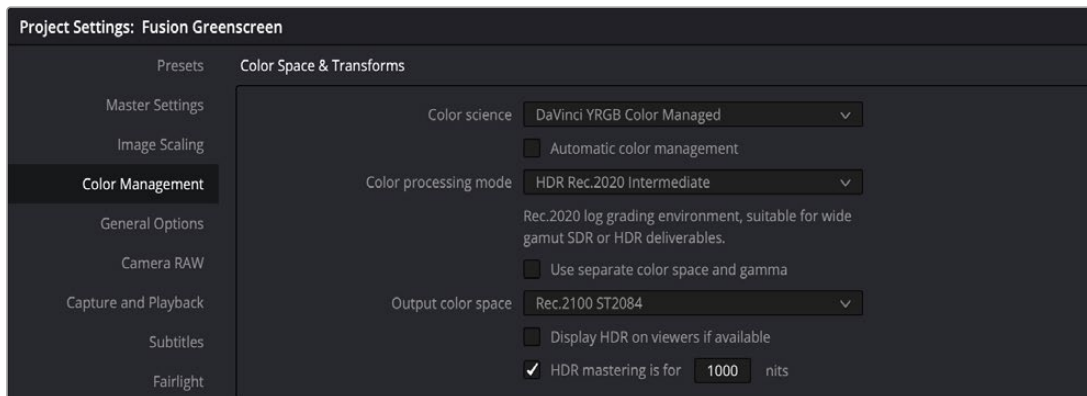 Project Settings: Fusion Greenscreen
Presets
Master Settings
Image Scaling
Color Management
General Options
Camera RAW
Capture and Playback
Subtitles
Fairlight
Color Space & Transforms
Color science DaVinci YRGB Color Managed
Automatic color management
Color processing mode HDR Rec.2020 Intermediate
Rec.2020 log grading environment, suitable for wide
gamut SDR or HDR deliverables.
Use separate color space and gamma
Output color space Rec.2100 ST2084
Display HDR on viewers if available
HDR mastering is for 1000 nits